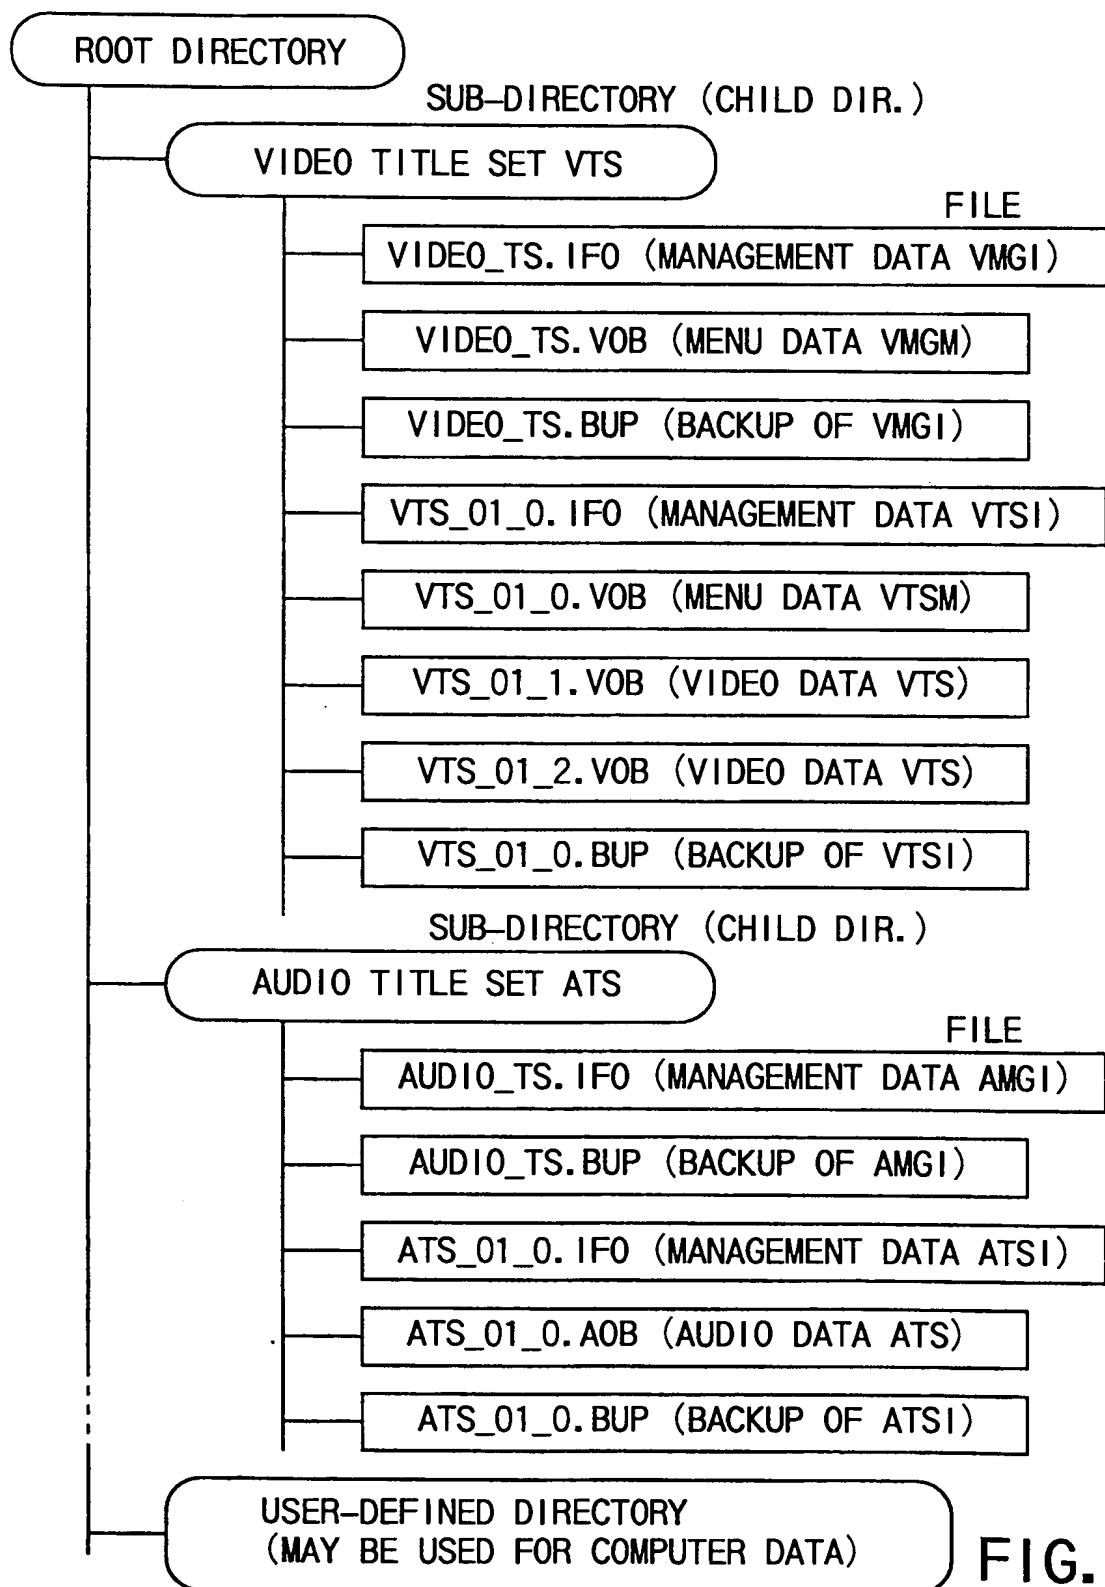 ROOT DIRECTORY
SUB-DIRECTORY (CHILD DIR.)
VIDEO TITLE SET VTS
FILE
VIDEO_TS.IFO (MANAGEMENT DATA VMGI)
VIDEO_TS.VOB (MENU DATA VMGM)
VIDEO_TS.BUP (BACKUP OF VMGI)
VTS_01_0.IFO (MANAGEMENT DATA VTSI)
VTS_01_0.VOB (MENU DATA VTSM)
VTS_01_1.VOB (VIDEO DATA VTS)
VTS_01_2.VOB (VIDEO DATA VTS)
VTS_01_0.BUP (BACKUP OF VTSI)
SUB-DIRECTORY (CHILD DIR.)
AUDIO TITLE SET ATS
FILE
AUDIO_TS.IFO (MANAGEMENT DATA AMGI)
AUDIO_TS.BUP (BACKUP OF AMGI)
ATS_01_0.IFO (MANAGEMENT DATA ATSI)
ATS_01_0.AOB (AUDIO DATA ATS)
ATS_01_0.BUP (BACKUP OF ATSI)
USER-DEFINED DIRECTORY
(MAY BE USED FOR COMPUTER DATA)
FIG.